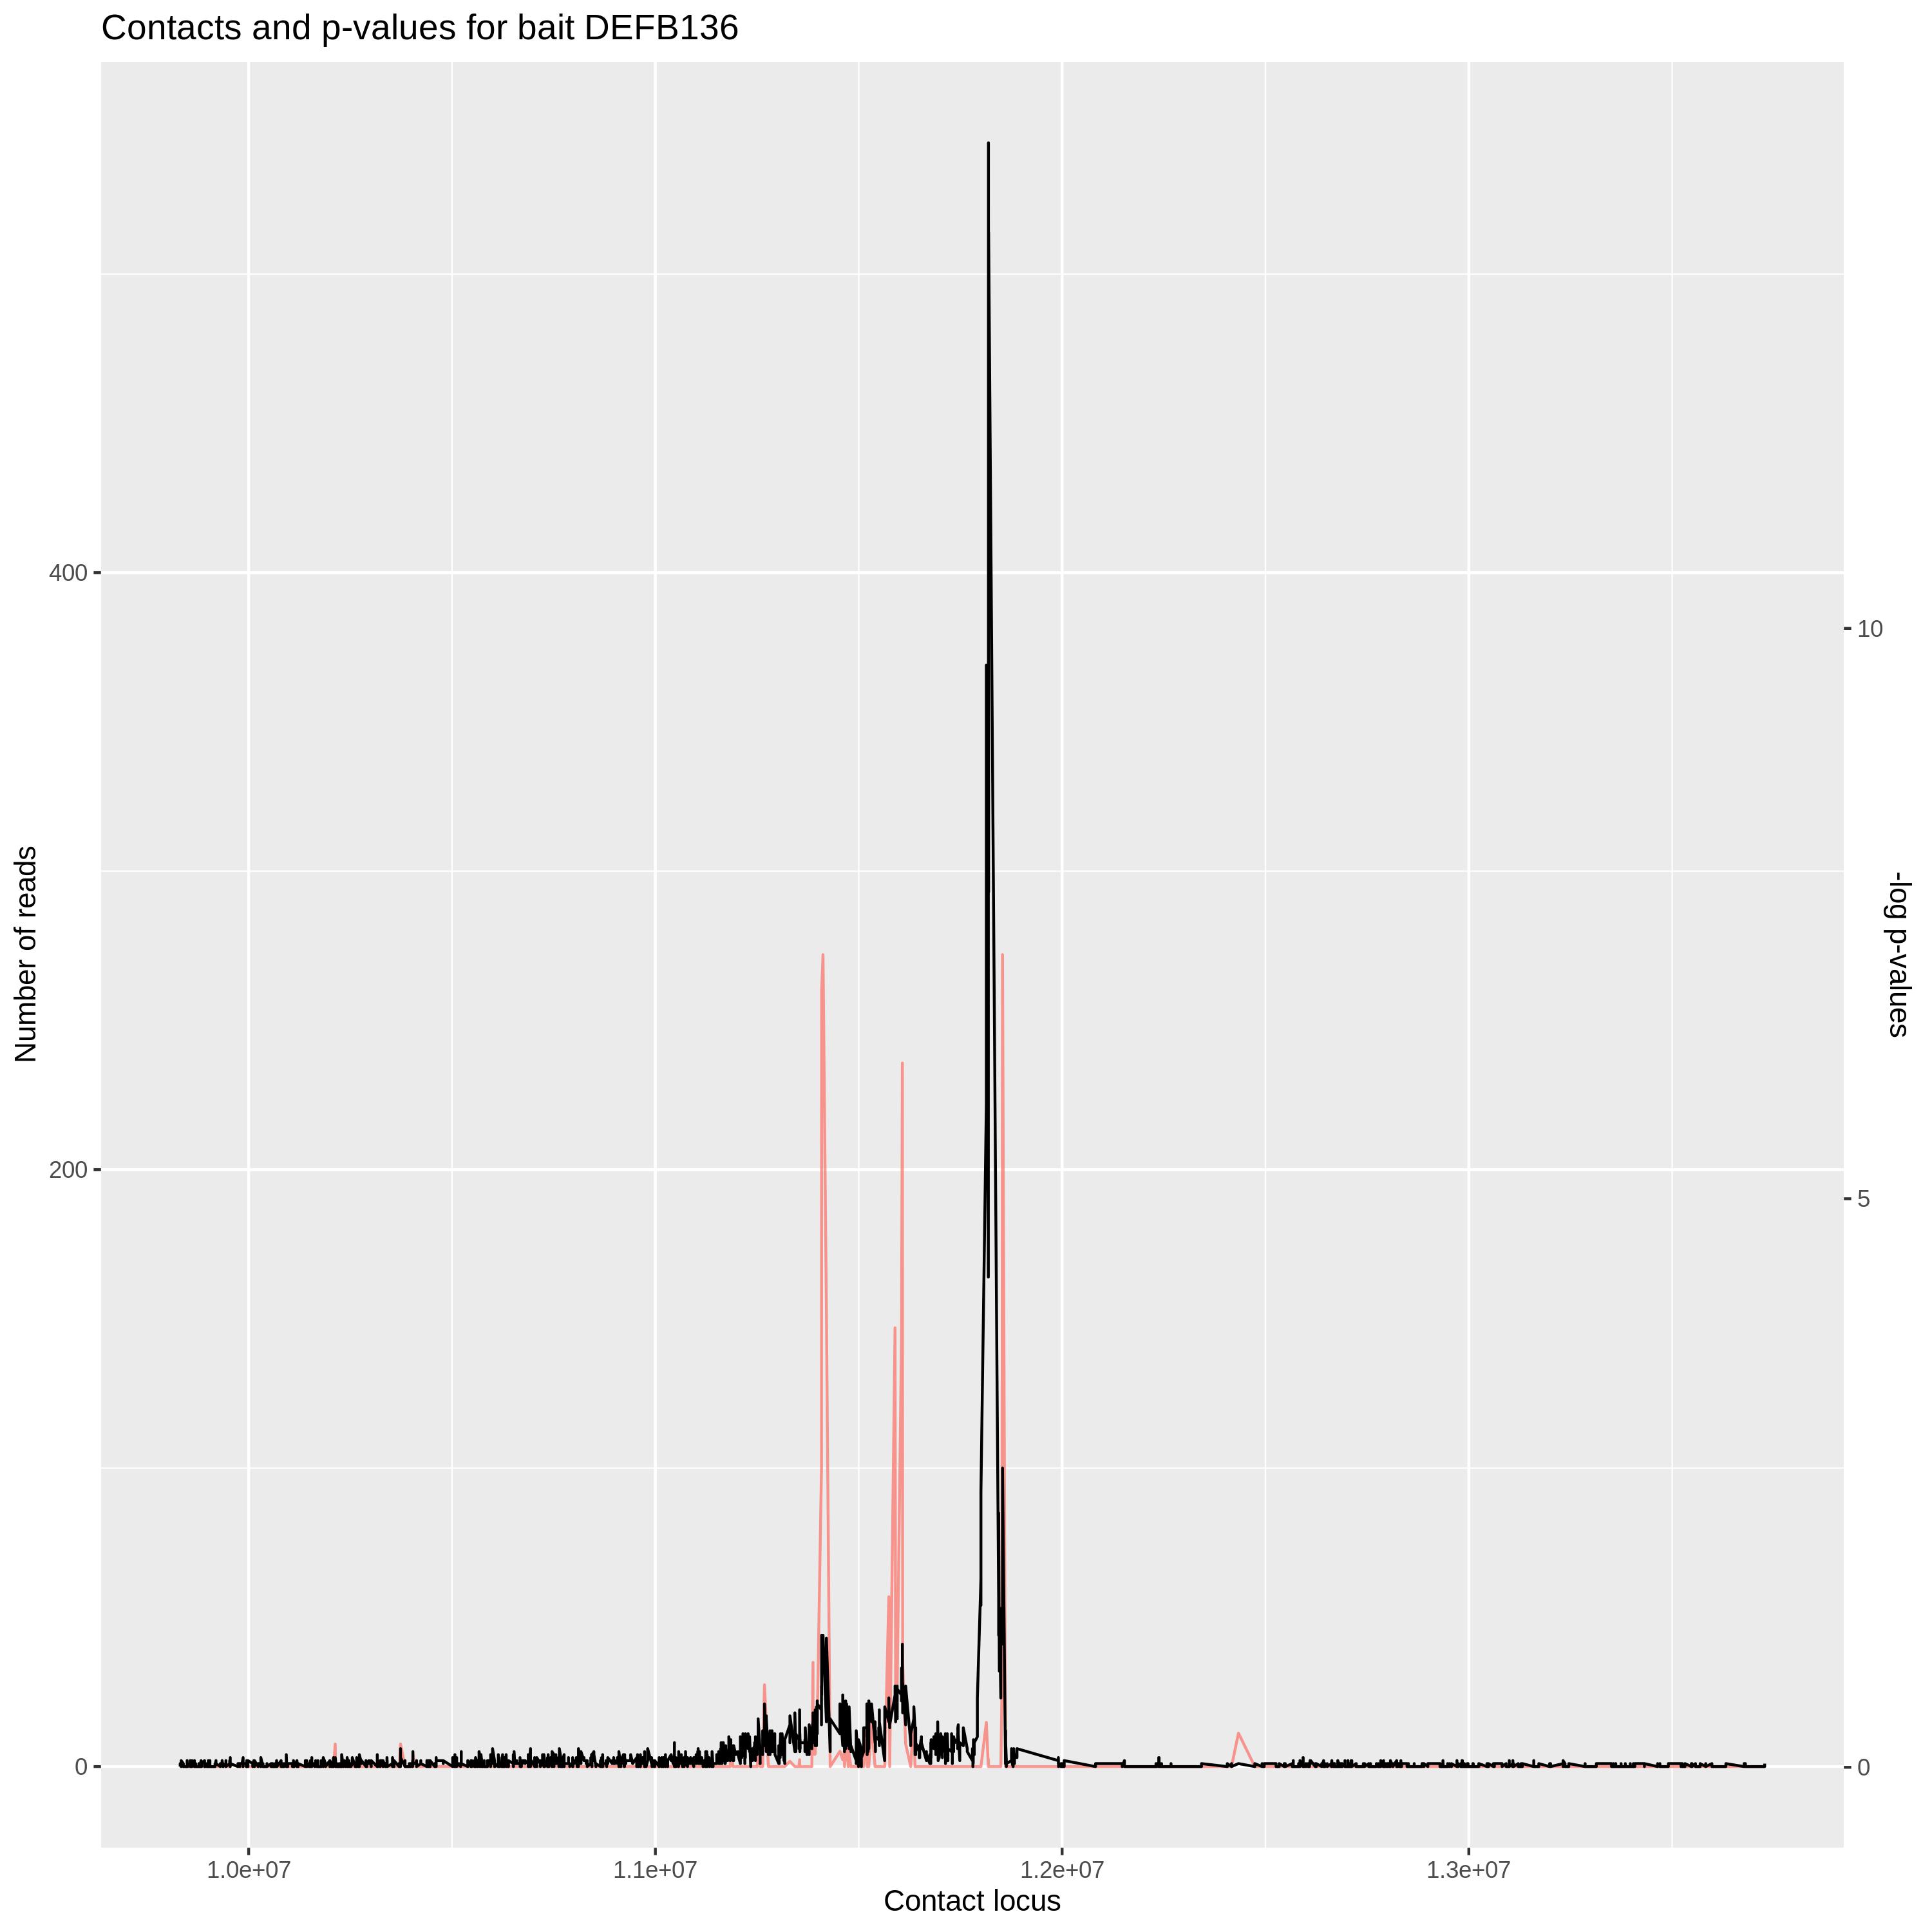 Contacts and p-values for bait DEFB136
Number of reads
400
200
0
10
5
0
-log p-values
1.0e+07
1.1e+07
1.2e+07
1.3e+07
Contact locus